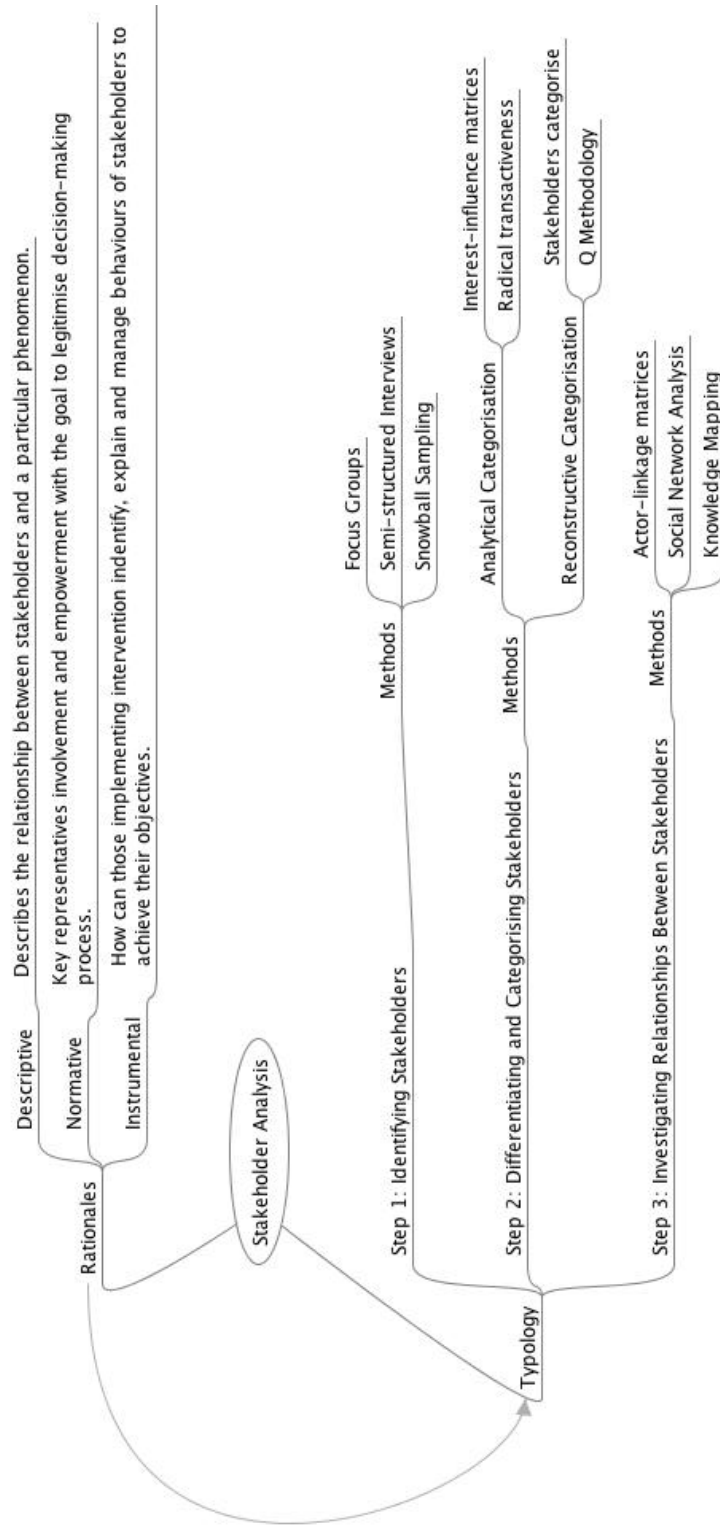 Stakeholder Analysis
Rationales
Descriptive
Describes the relationship between stakeholders and a particular phenomenon.
Normative
Key representatives involvement and empowerment with the goal to legitimise decision-making
process.
Instrumental
How can those implementing intervention indentify, explain and manage behaviours of stakeholders to
achieve their objectives.
Typology
Step 1: Identifying Stakeholders
Methods
Focus Groups
Semi-structured Interviews
Snowball Sampling
Step 2: Differentiating and Categorising Stakeholders
Methods
Analytical Categorisation
Interest-influence matrices
Radical transactiveness
Reconstructive Categorisation
Stakeholders categorise
Q Methodology
Step 3: Investigating Relationships Between Stakeholders
Methods
Actor-linkage matrices
Social Network Analysis
Knowledge Mapping